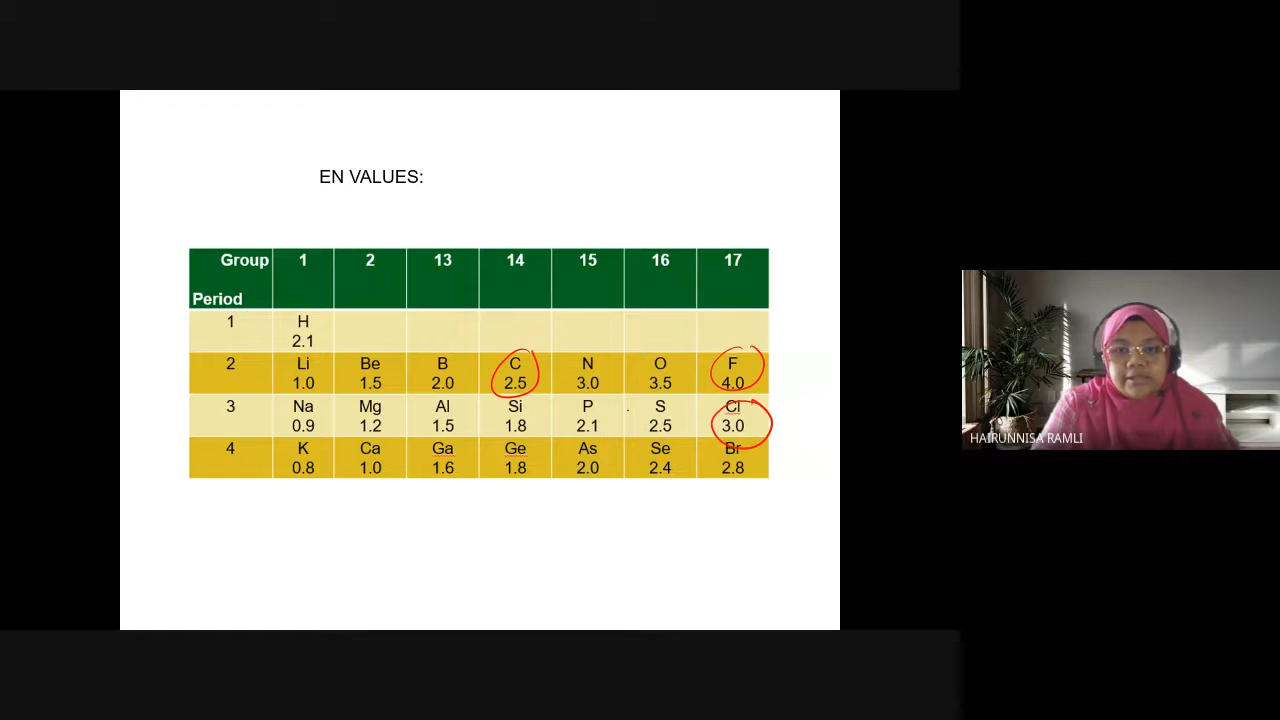 EN VALUES:
Group 1 2 13 14 15 16 17
Period
1 H
2.1
2 Li Be B C N O F
1.0 1.5 2.0 2.5 3.0 3.5 4.0
3 Na Mg Al Si P S Cl
0.9 1.2 1.5 1.8 2.1 2.5 3.0
4 K Ca Ga Ge As Se Br
0.8 1.0 1.6 1.8 2.0 2.4 2.8
HAIRUNNISA RAMLI